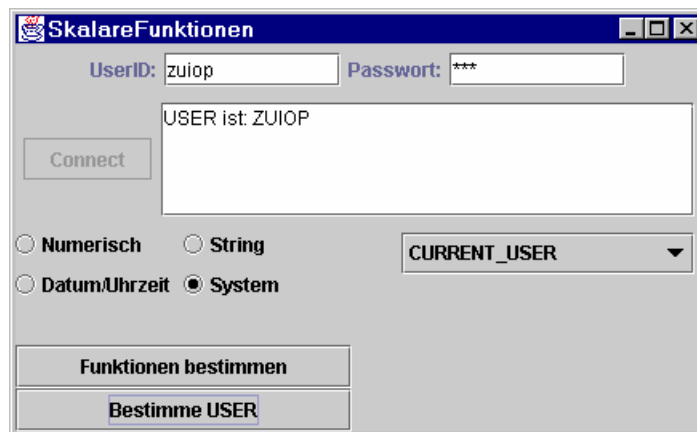 SkalareFunktionen
UserID: zuiop Passwort: ***
USER ist: ZUIOP
Connect
Numerisch String CURRENT_USER
Datum/Uhrzeit System
Funktionen bestimmen
Bestimme USER